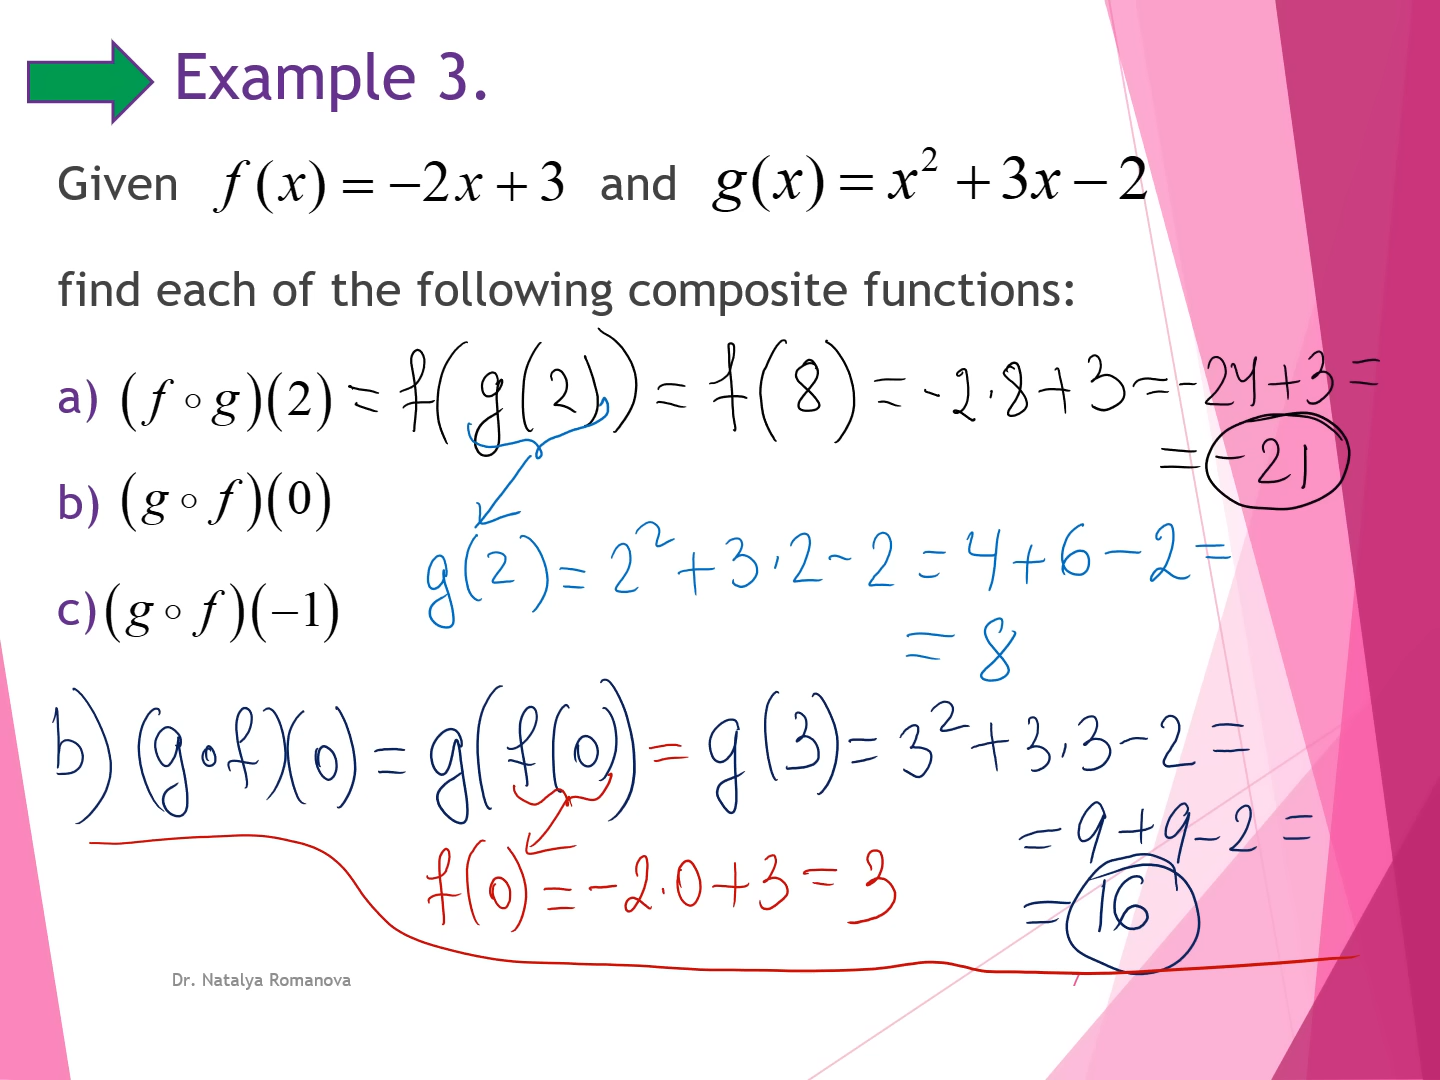 Example 3.
Given f(x) = −2x + 3 and g(x) = x² + 3x − 2
find each of the following composite functions:
a) (f ∘ g)(2) = f(g(2)) = f(8) = -2·8+3 = -24+3 =
= -21
b) (g ∘ f)(0)
g(2) = 2² + 3·2 - 2 = 4 + 6 - 2 =
c) (g ∘ f)(−1)
= 8
b) (g∘f)(0) = g(f(0)) = g(3) = 3² + 3·3 - 2 =
= 9 + 9 - 2 =
f(0) = -2·0 + 3 = 3
= 16
Dr. Natalya Romanova
7